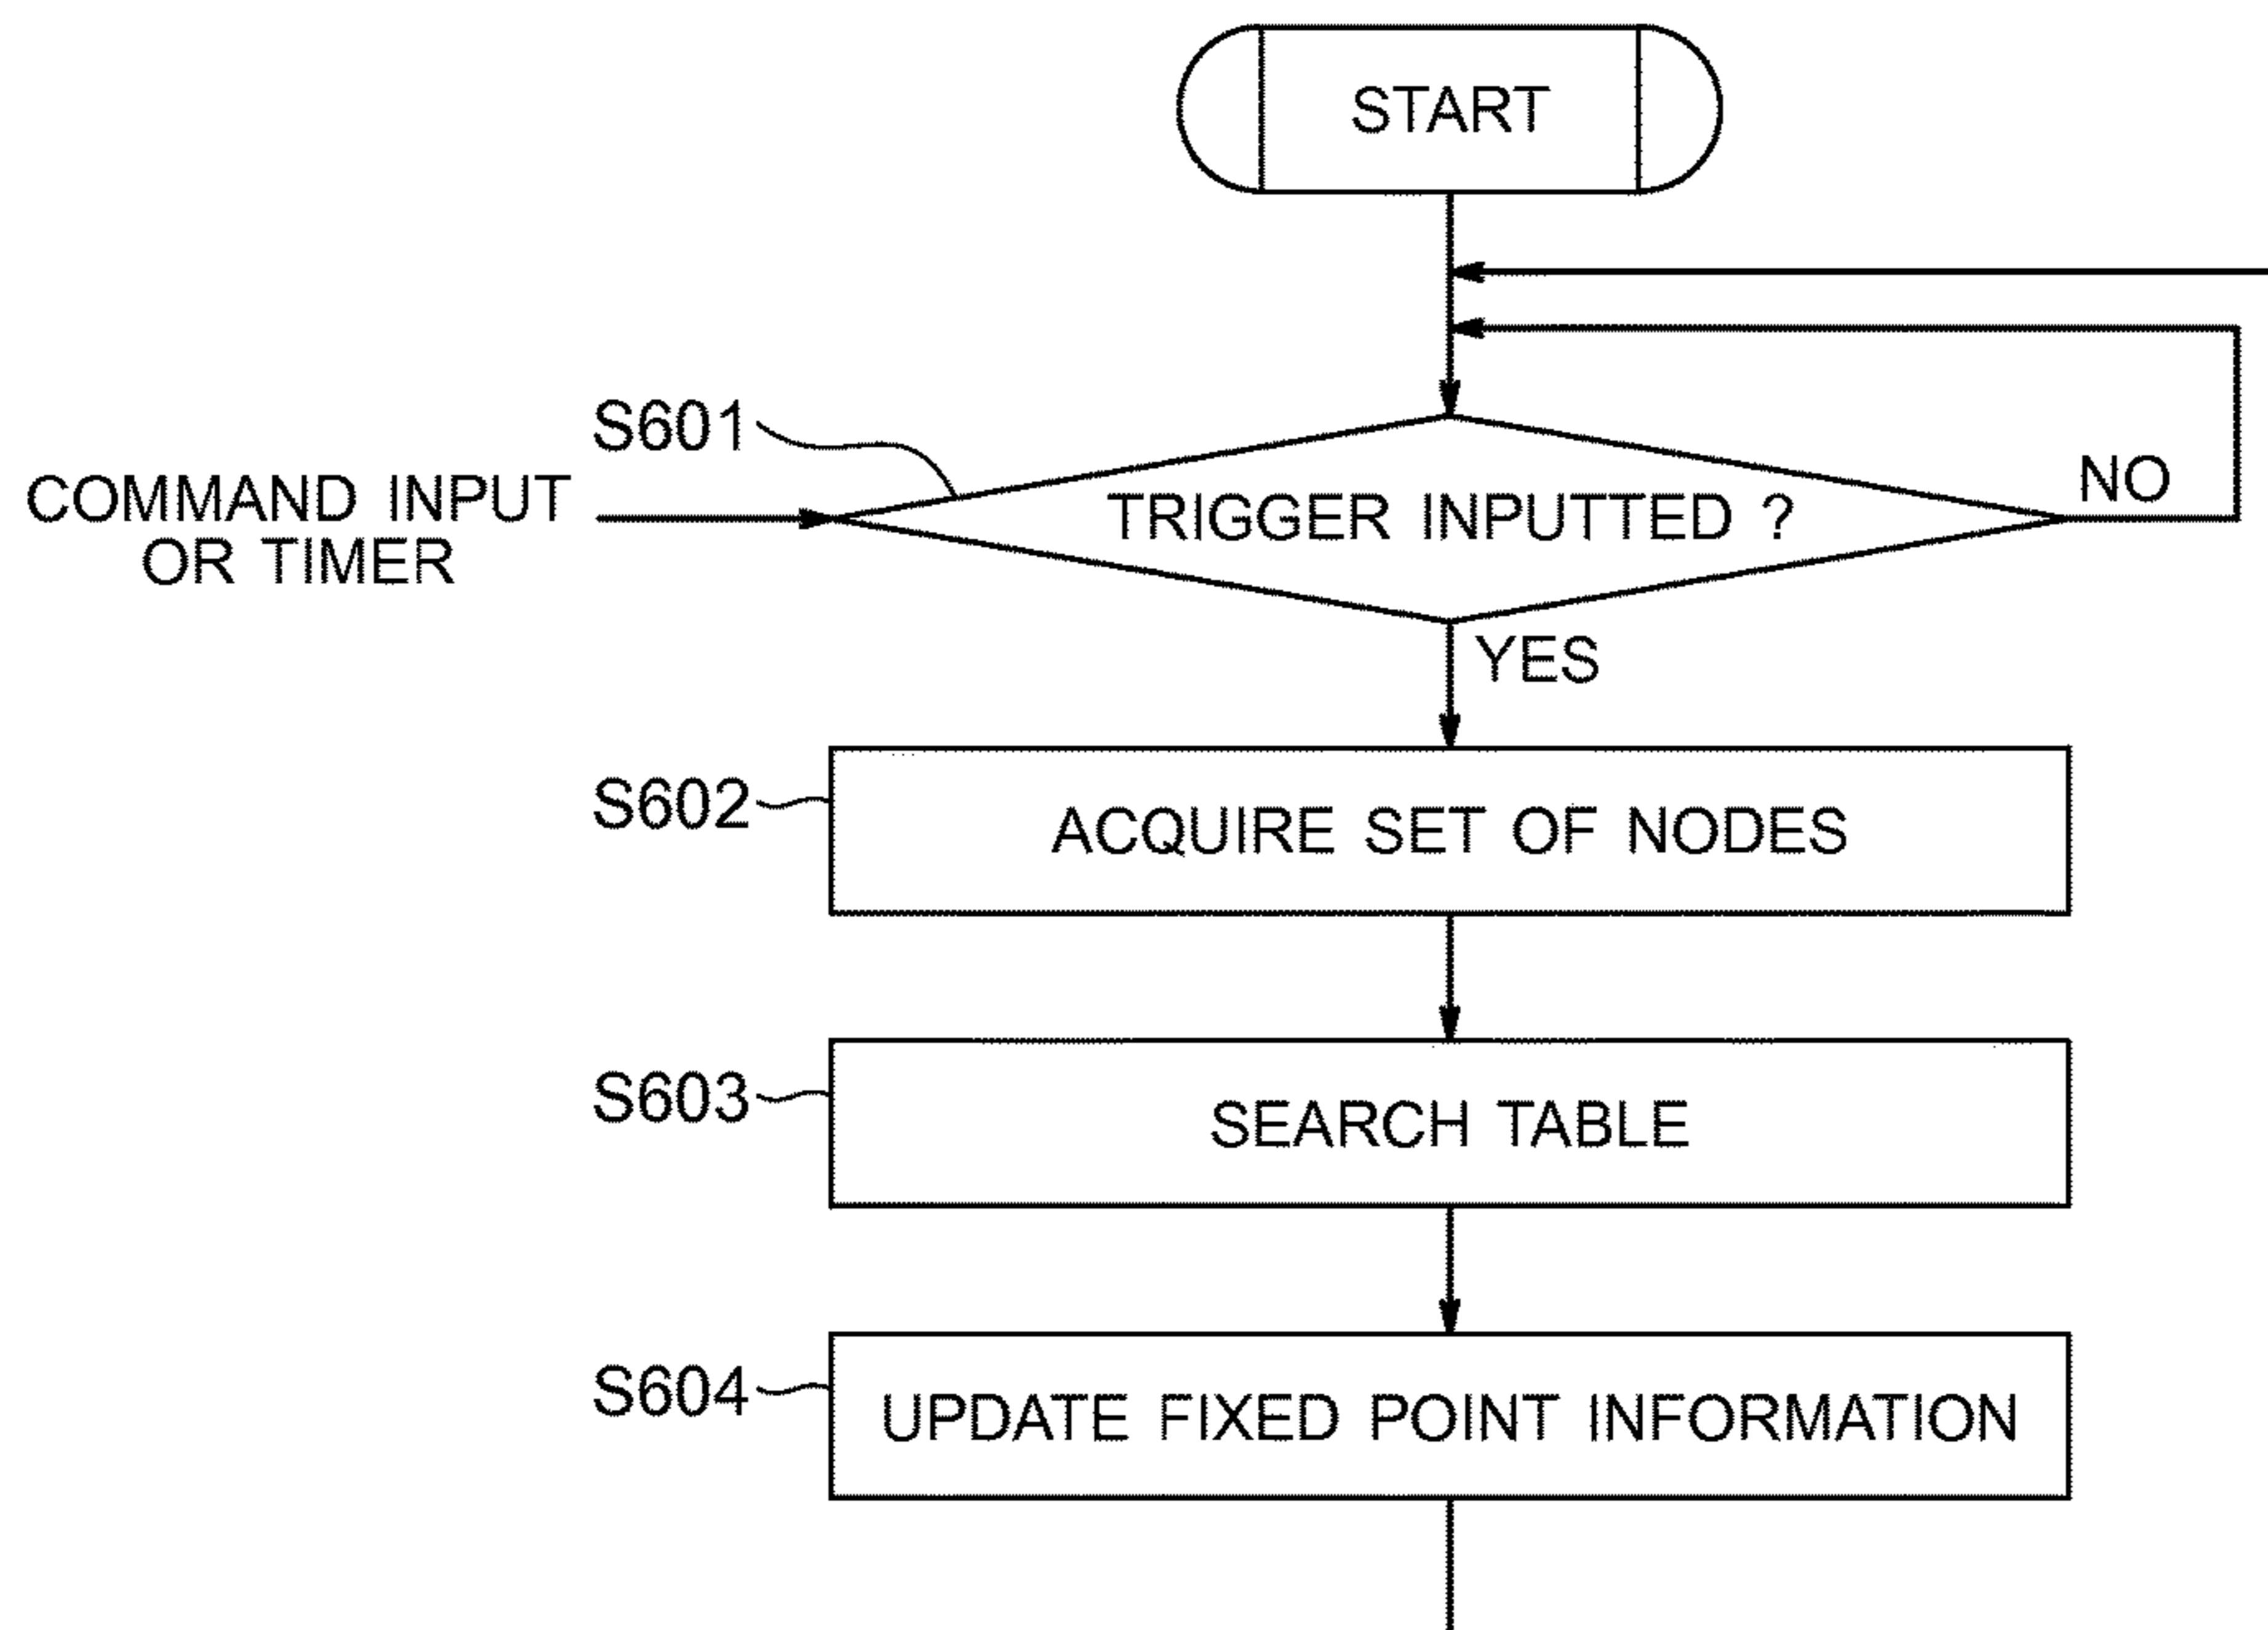 START
S601
COMMAND INPUT
OR TIMER
TRIGGER INPUTTED ?
NO
YES
S602
ACQUIRE SET OF NODES
S603
SEARCH TABLE
S604
UPDATE FIXED POINT INFORMATION